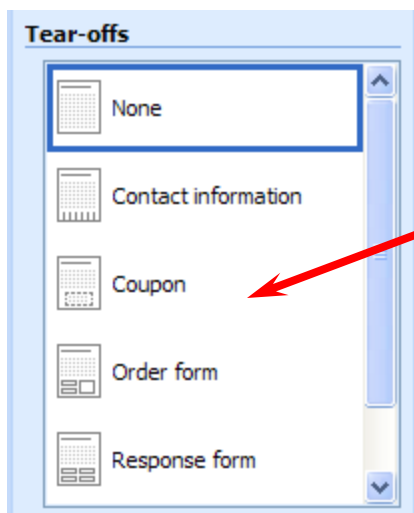 Tear-offs
None
Contact information
Coupon
Order form
Response form